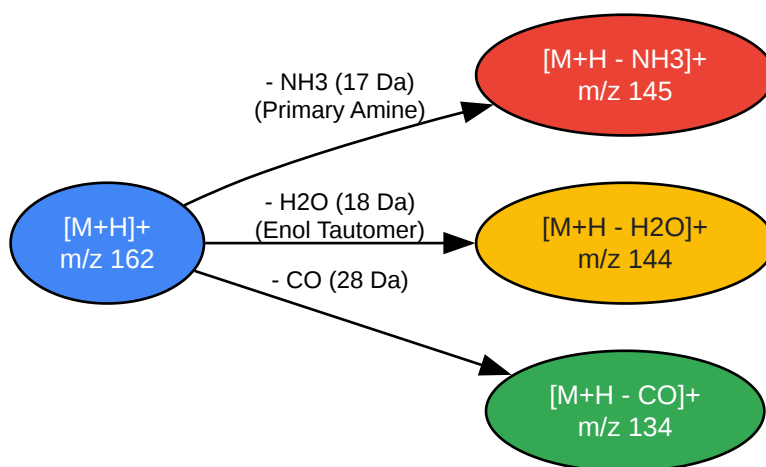 [M+H - NH3]+
m/z 145
- NH3 (17 Da)
(Primary Amine)
[M+H]+
m/z 162
- H2O (18 Da)
(Enol Tautomer)
[M+H - H2O]+
m/z 144
- CO (28 Da)
[M+H - CO]+
m/z 134